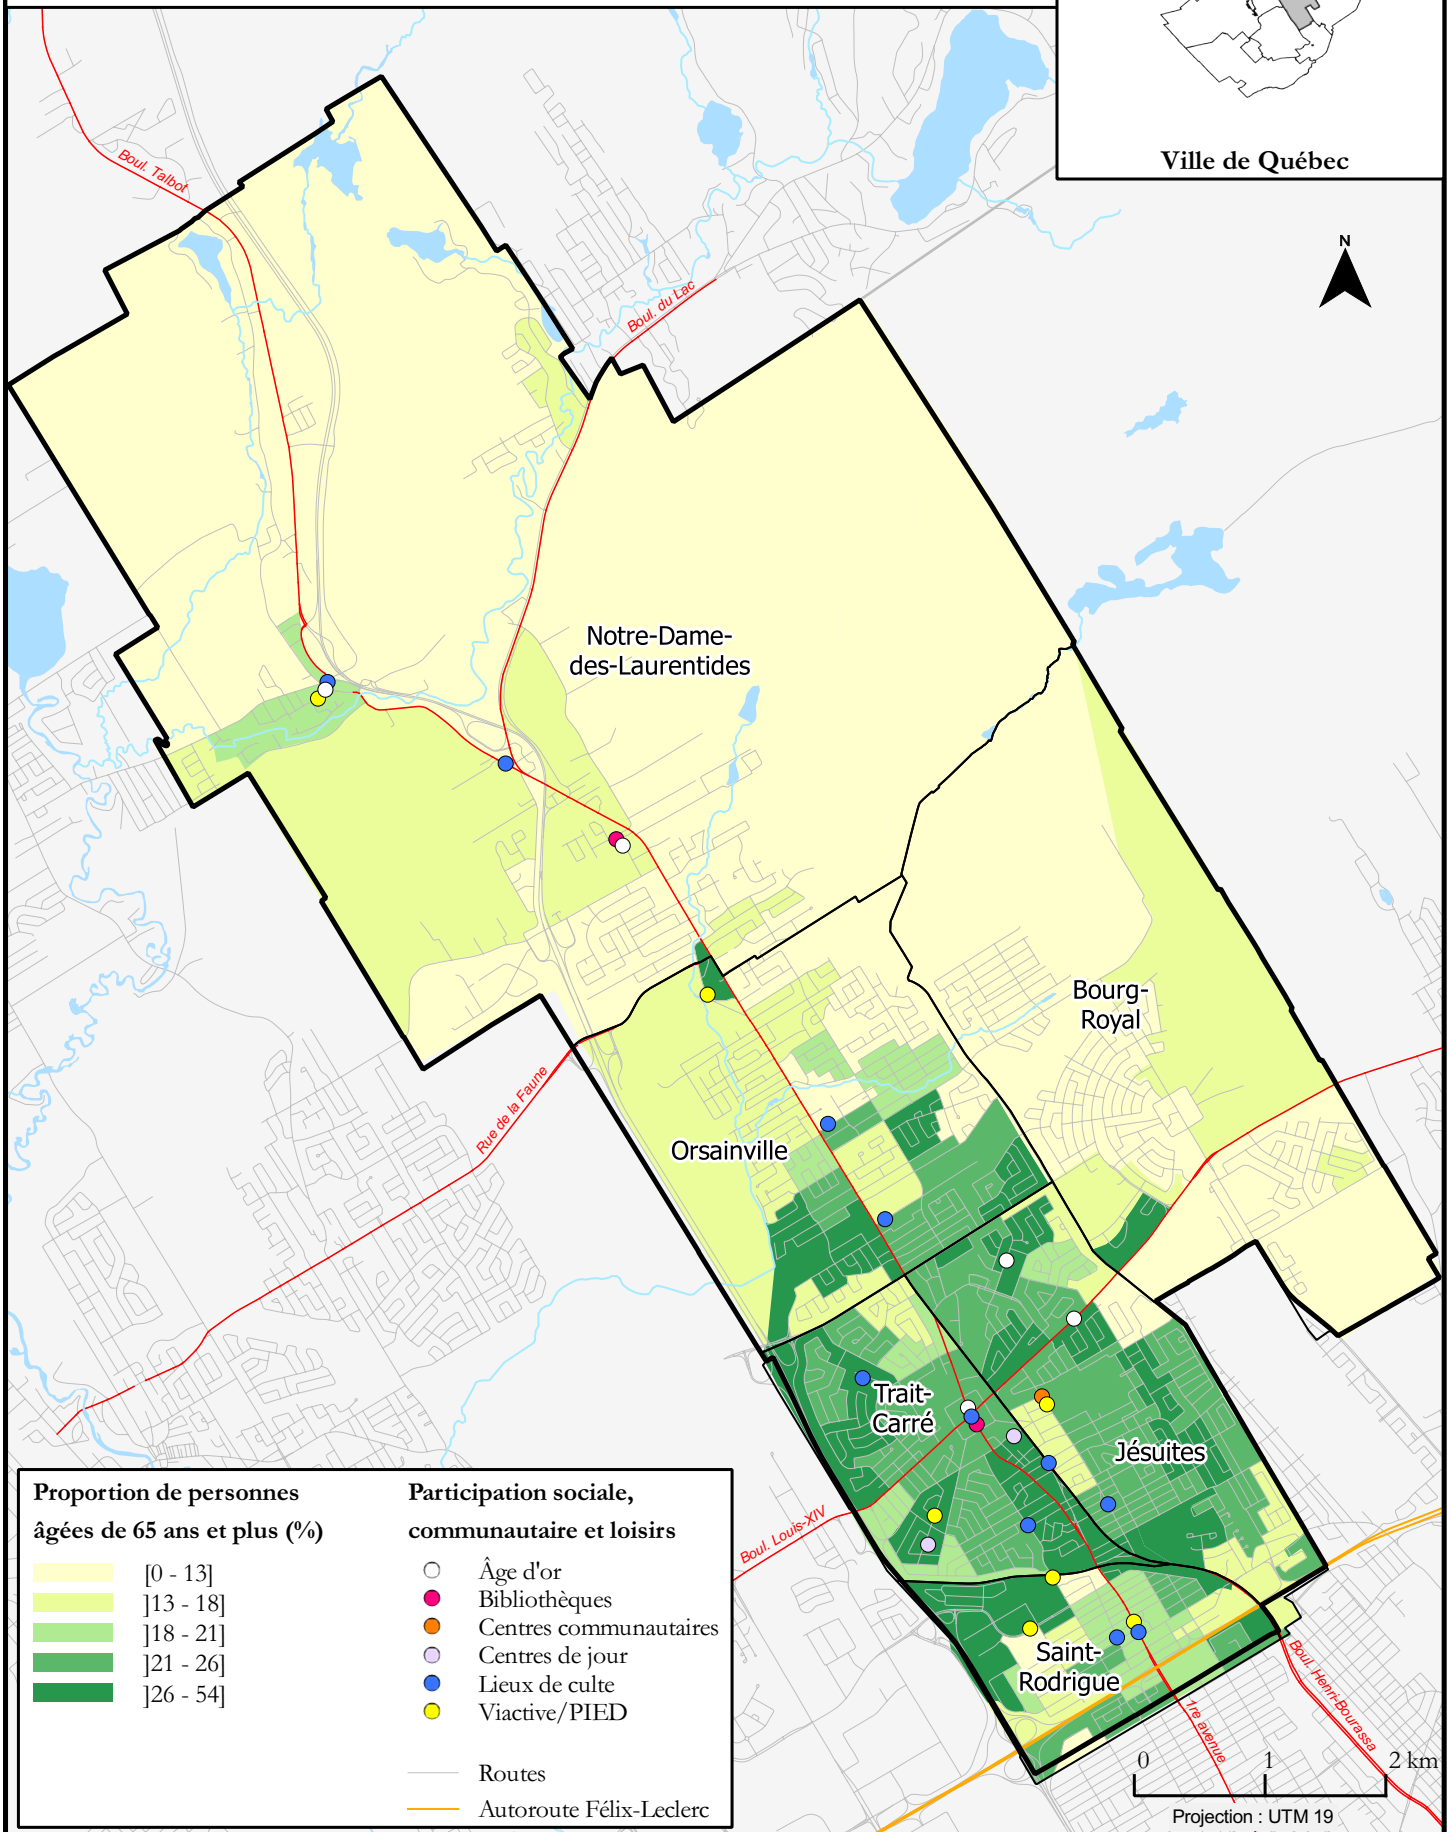 Ville de Québec
N
Boul. Talbot
Boul. du Lac
Notre-Dame-
des-Laurentides
Bourg-
Royal
Rue de la Faune
Orsainville
Trait-
Carré
Jésuites
Boul. Louis-XIV
Saint-
Rodrigue
Boul. Henri-Bourassa
1re avenue
Proportion de personnes
âgées de 65 ans et plus (%)
[0 - 13]
]13 - 18]
]18 - 21]
]21 - 26]
]26 - 54]
Participation sociale,
communautaire et loisirs
Âge d'or
Bibliothèques
Centres communautaires
Centres de jour
Lieux de culte
Viactive/PIED
Routes
Autoroute Félix-Leclerc
0 1 2 km
Projection : UTM 19